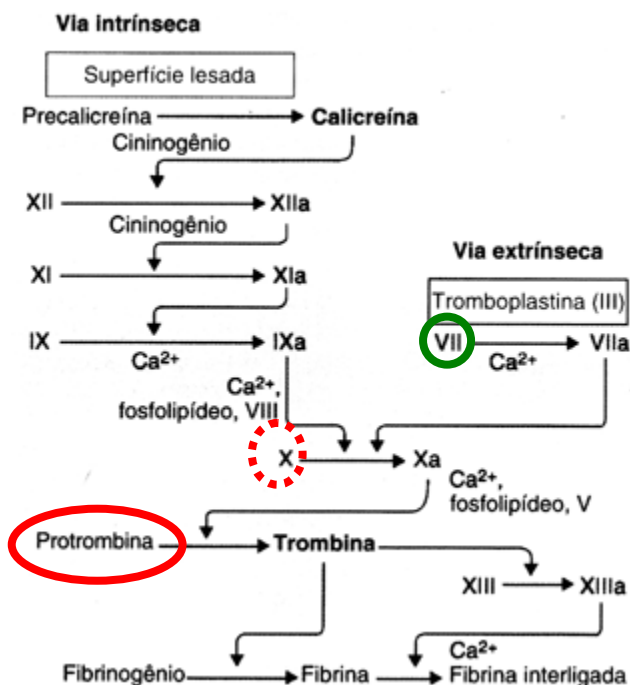 Via intrínseca
Superfície lesada
Precalicreína Calicreína
Cininogênio
XII XIIa
Cininogênio
Via extrínseca
XI XIa
Tromboplastina (III)
IX IXa VII VIIa
Ca2+ Ca2+
Ca2+,
fosfolipídeo, VIII
X Xa
Ca2+,
fosfolipídeo, V
Protrombina Trombina
XIII XIIIa
Ca2+
Fibrinogênio Fibrina Fibrina interligada